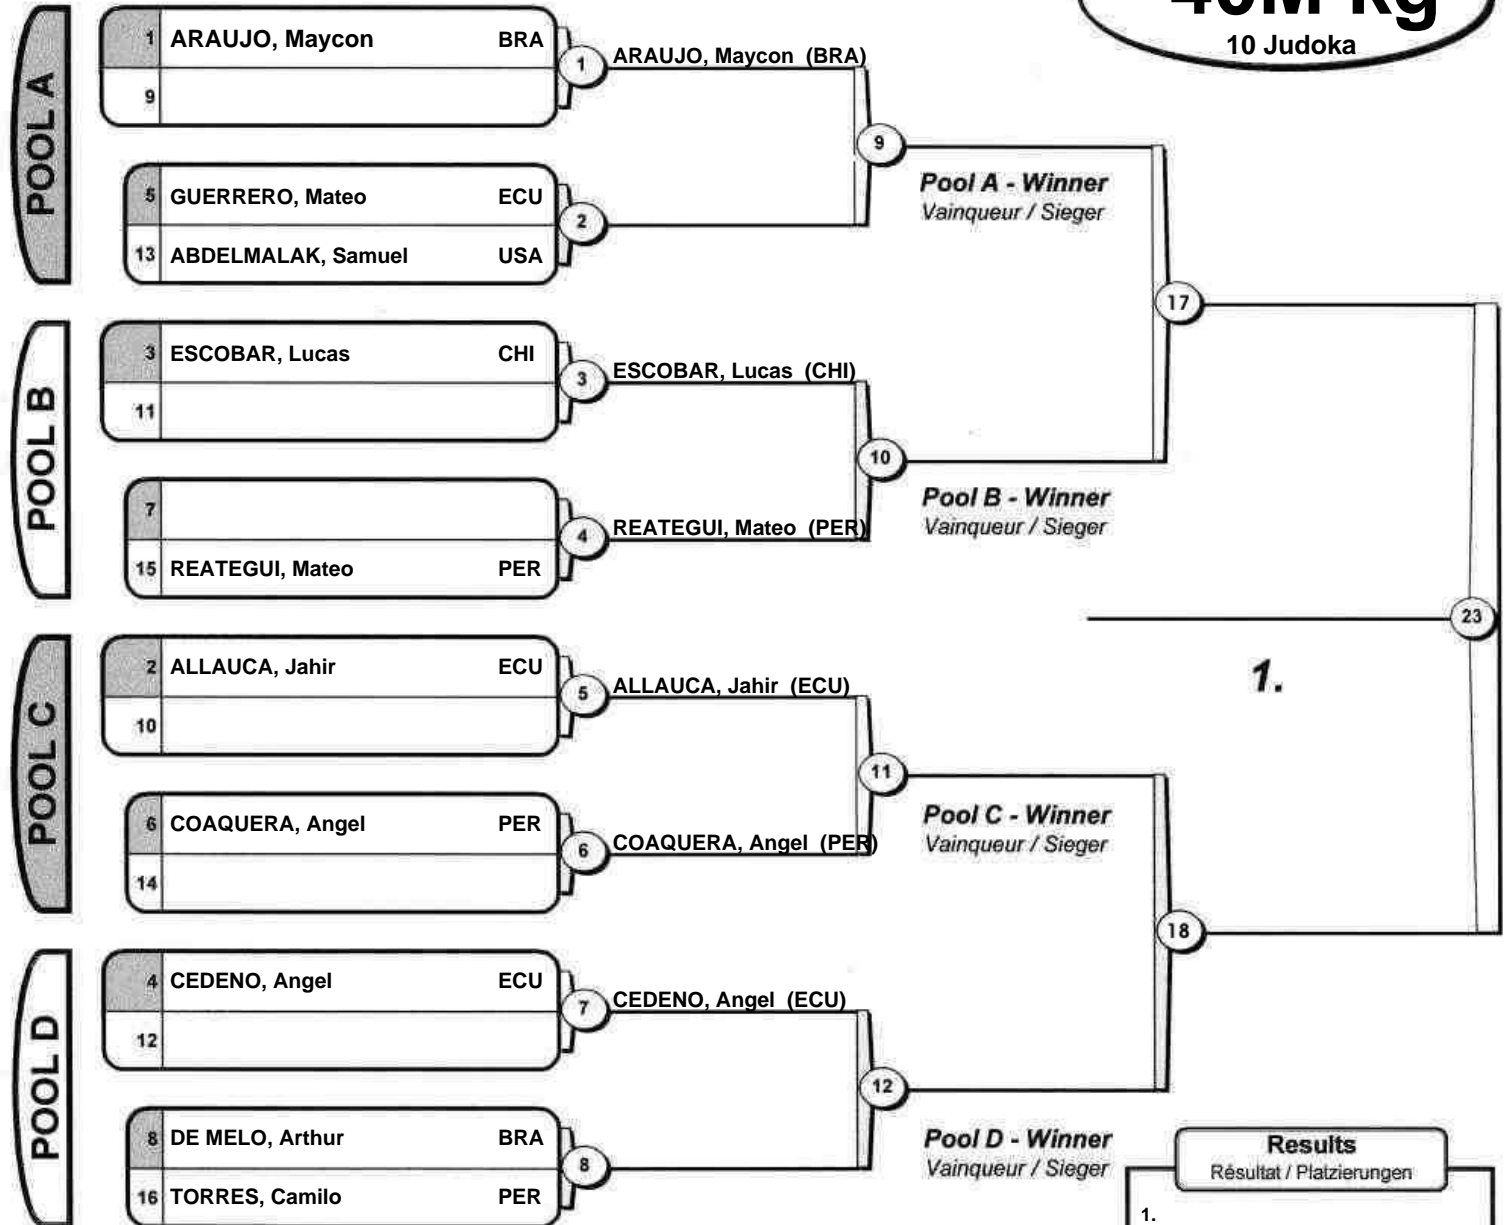 10 Judoka
POOL A
1 ARAUJO, Maycon BRA
9
1
ARAUJO, Maycon (BRA)
5 GUERRERO, Mateo ECU
13 ABDELMALAK, Samuel USA
2
9
Pool A - Winner
Vainqueur / Sieger
17
POOL B
3 ESCOBAR, Lucas CHI
11
3
ESCOBAR, Lucas (CHI)
7
15 REATEGUI, Mateo PER
4
REATEGUI, Mateo (PER)
10
Pool B - Winner
Vainqueur / Sieger
23
1.
POOL C
2 ALLAUCA, Jahir ECU
10
5
ALLAUCA, Jahir (ECU)
6 COAQUERA, Angel PER
14
6
COAQUERA, Angel (PER)
11
Pool C - Winner
Vainqueur / Sieger
18
POOL D
4 CEDENO, Angel ECU
12
7
CEDENO, Angel (ECU)
8 DE MELO, Arthur BRA
16 TORRES, Camilo PER
8
12
Pool D - Winner
Vainqueur / Sieger
Results
Résultat / Platzierungen
1.